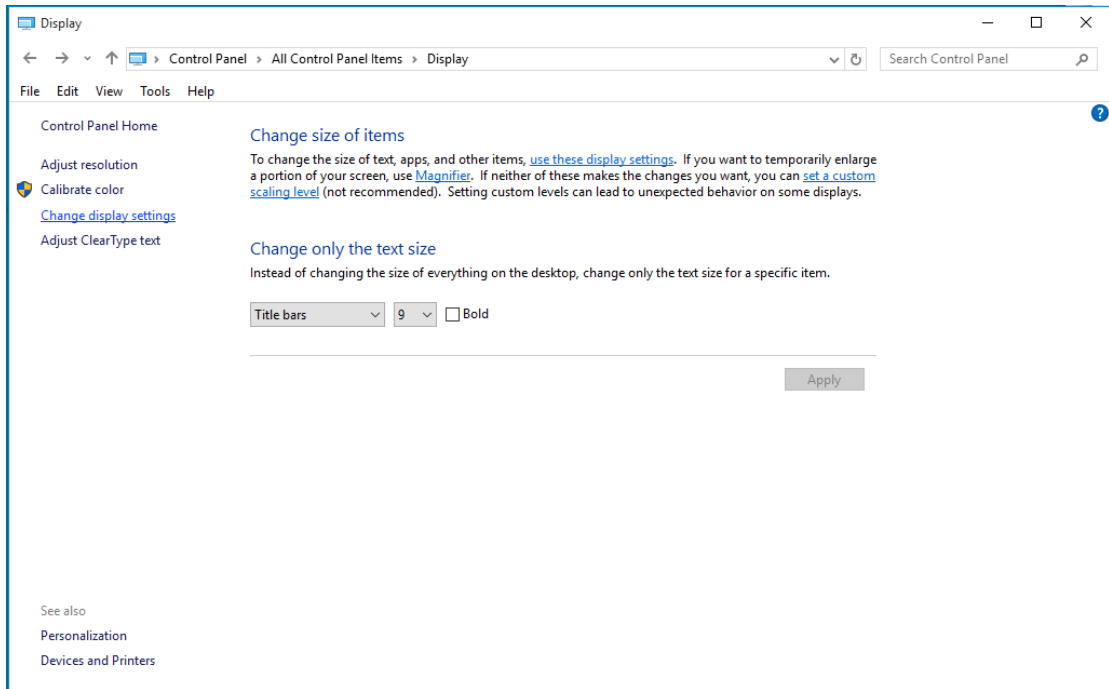 Display
Control Panel > All Control Panel Items > Display
Search Control Panel
File Edit View Tools Help
Control Panel Home
Adjust resolution
Calibrate color
Change display settings
Adjust ClearType text
Change size of items
To change the size of text, apps, and other items, use these display settings. If you want to temporarily enlarge
a portion of your screen, use Magnifier. If neither of these makes the changes you want, you can set a custom
scaling level (not recommended). Setting custom levels can lead to unexpected behavior on some displays.
Change only the text size
Instead of changing the size of everything on the desktop, change only the text size for a specific item.
Title bars 9 Bold
Apply
See also
Personalization
Devices and Printers